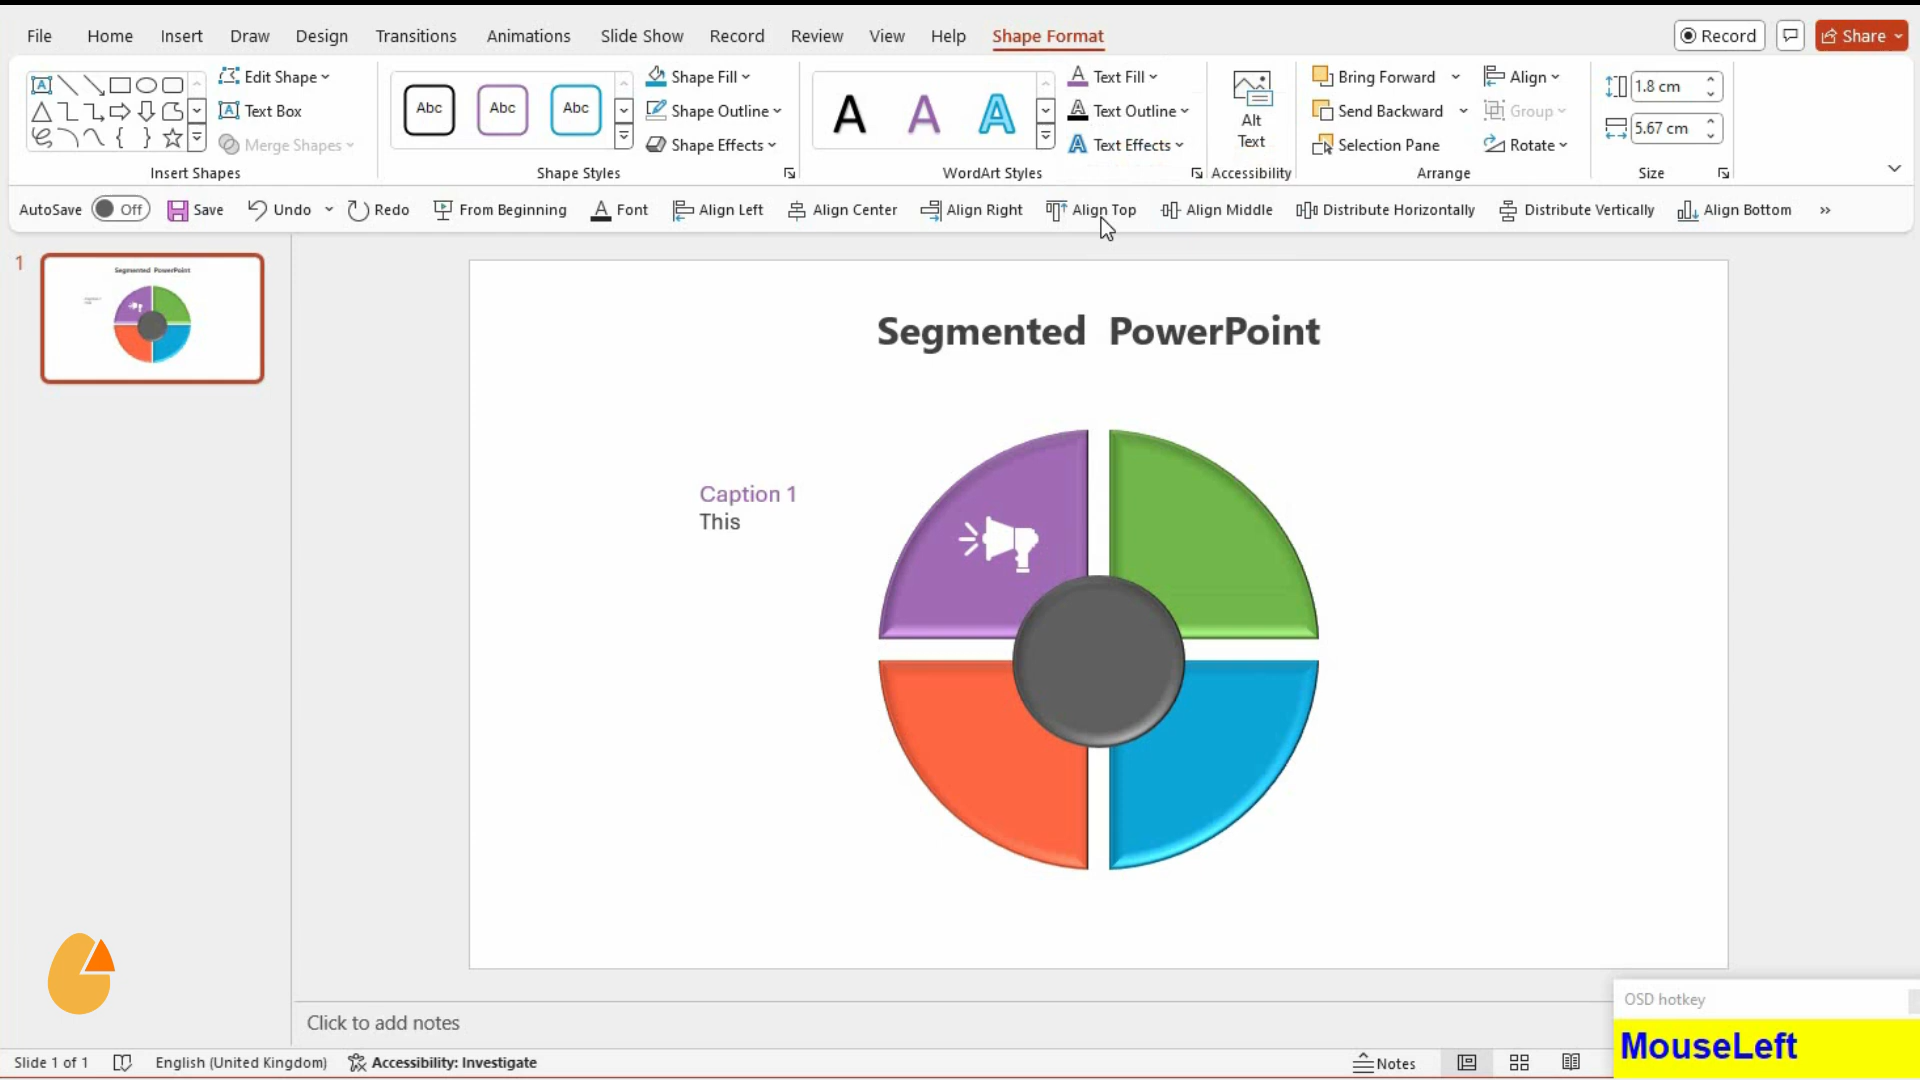 File Home Insert Draw Design Transitions Animations Slide Show Record Review View Help Shape Format Record Share
Edit Shape
Text Box
Merge Shapes
Insert Shapes
Abc Abc Abc
Shape Fill
Shape Outline
Shape Effects
Shape Styles
A A A
Text Fill
Text Outline
Text Effects
WordArt Styles
Alt
Text
Accessibility
Bring Forward
Send Backward
Selection Pane
Align
Group
Rotate
Arrange
1.8 cm
5.67 cm
Size
AutoSave Off Save Undo Redo From Beginning Font Align Left Align Center Align Right Align Top Align Middle Distribute Horizontally Distribute Vertically Align Bottom
1
Segmented PowerPoint
Caption 1
This
Click to add notes
OSD hotkey
MouseLeft
Slide 1 of 1 English (United Kingdom) Accessibility: Investigate Notes